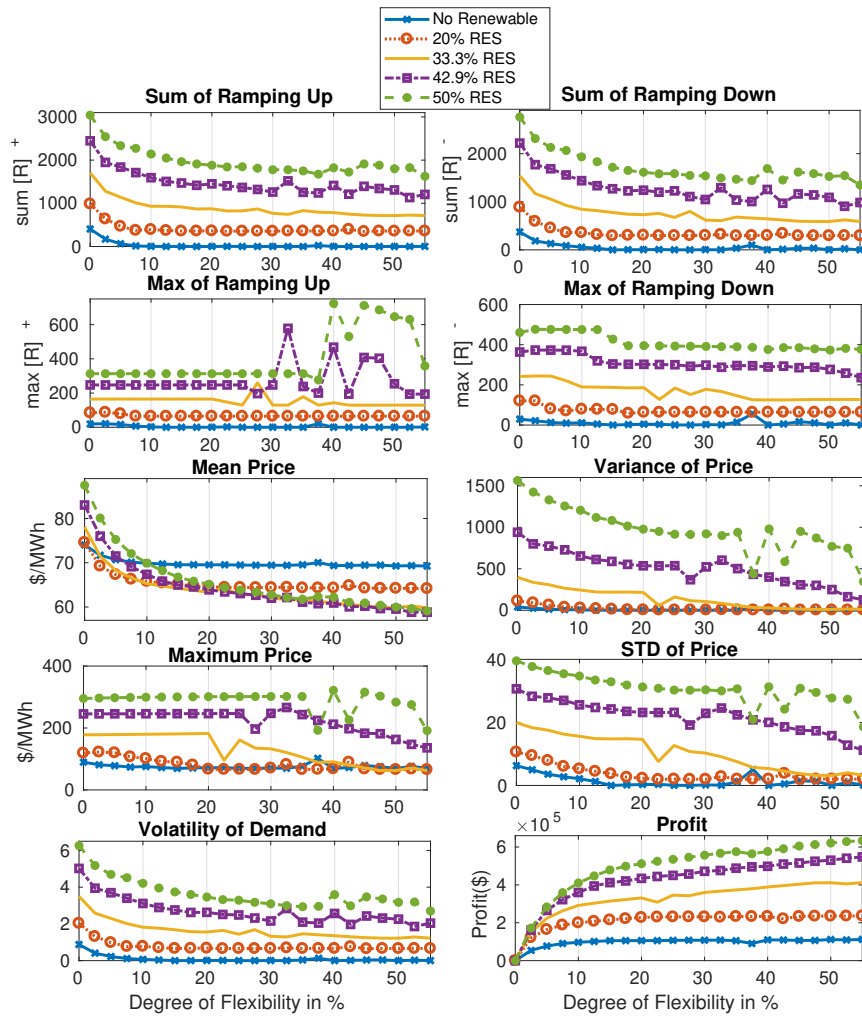 No Renewable
20% RES
33.3% RES
42.9% RES
50% RES
Sum of Ramping Up
sum [R] +
3000
2000
1000
0
0 10 20 30 40 50
Sum of Ramping Down
sum [R] -
2000
1000
0
0 10 20 30 40 50
Max of Ramping Up
max [R] +
600
400
200
0
0 10 20 30 40 50
Max of Ramping Down
max [R] -
600
400
200
0
0 10 20 30 40 50
Mean Price
$/MWh
80
70
60
0 10 20 30 40 50
Variance of Price
1500
1000
500
0
0 10 20 30 40 50
Maximum Price
$/MWh
400
200
0
0 10 20 30 40 50
STD of Price
40
20
0
0 10 20 30 40 50
Volatility of Demand
6
4
2
0
0 10 20 30 40 50
Degree of Flexibility in %
Profit
×10 5
Profit($)
6
4
2
0
0 10 20 30 40 50
Degree of Flexibility in %